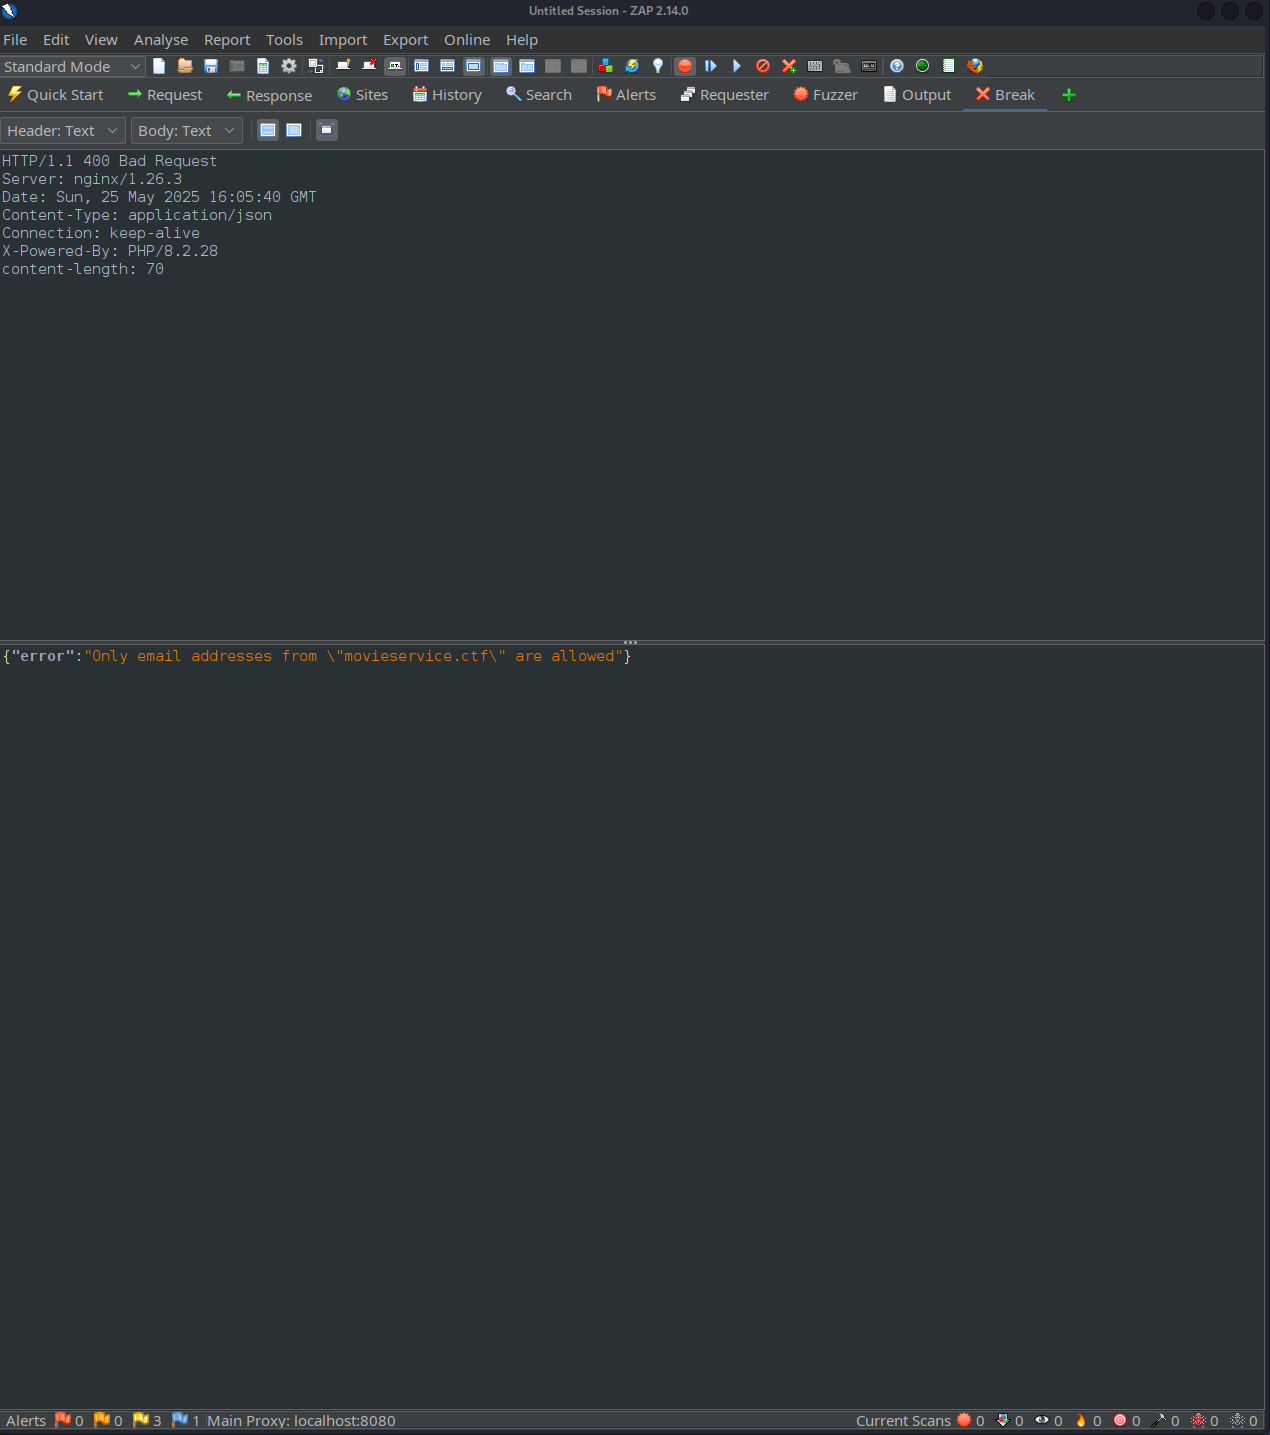 Untitled Session - ZAP 2.14.0
File Edit View Analyse Report Tools Import Export Online Help
Standard Mode
Quick Start Request Response Sites History Search Alerts Requester Fuzzer Output Break
Header: Text Body: Text
HTTP/1.1 400 Bad Request
Server: nginx/1.26.3
Date: Sun, 25 May 2025 16:05:40 GMT
Content-Type: application/json
Connection: keep-alive
X-Powered-By: PHP/8.2.28
content-length: 70
{"error":"Only email addresses from \"movieservice.ctf\" are allowed"}
Alerts 0 0 3 1 Main Proxy: localhost:8080 Current Scans 0 0 0 0 0 0 0 0